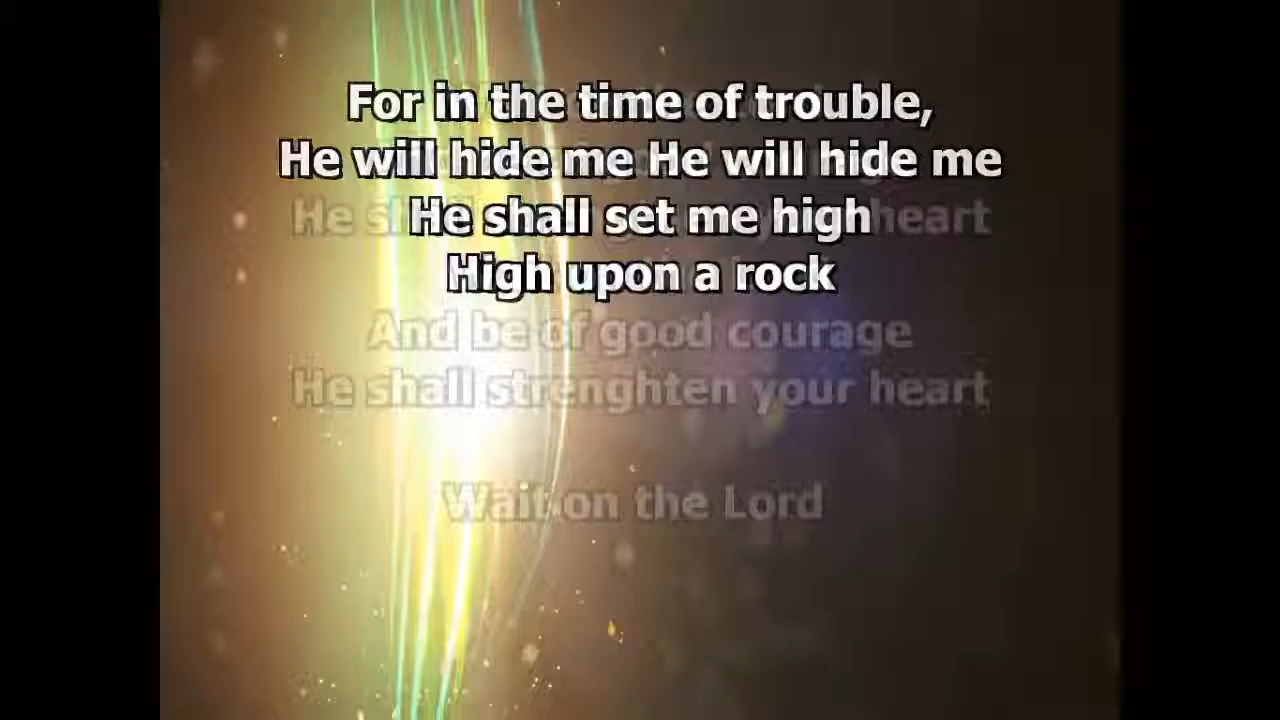 For in the time of trouble,
He will hide me He will hide me
He shall set me high
High upon a rock
And be of good courage
He shall strenghten your heart
Wait on the Lord